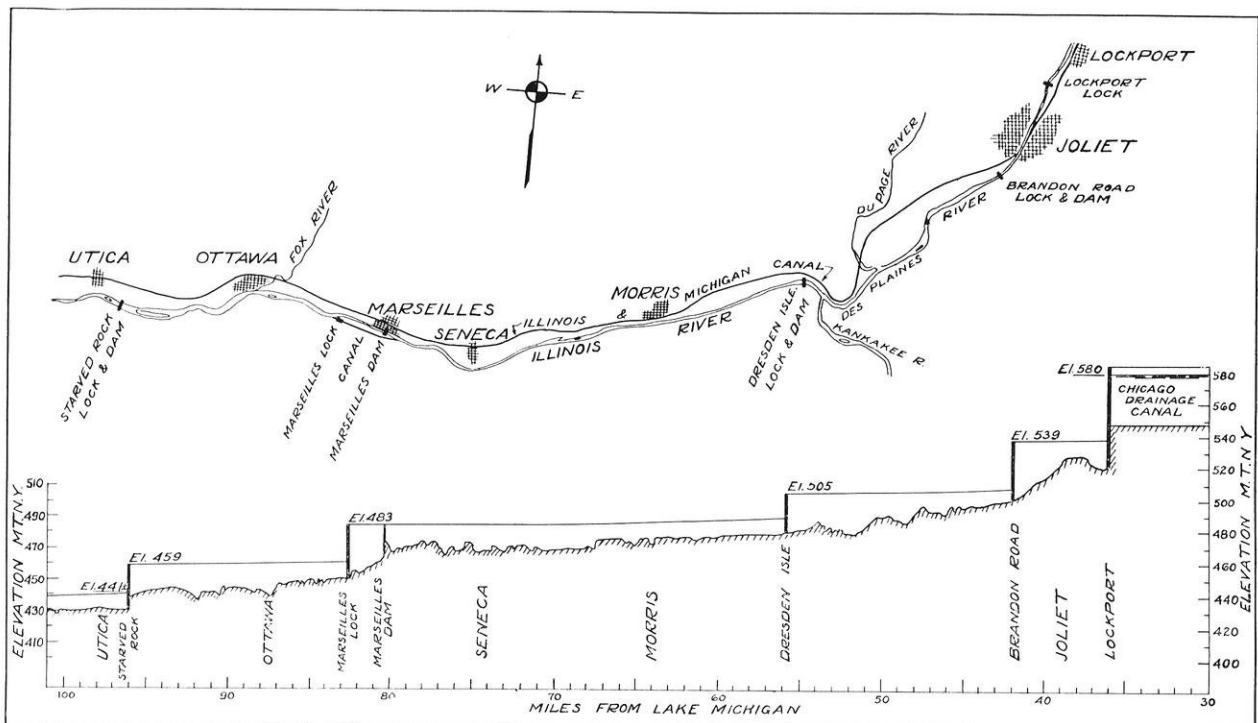 LOCKPORT
LOCKPORT
LOCK
W E
JOLIET
DU PAGE RIVER
BRANDON ROAD
LOCK & DAM
FOX RIVER
UTICA
OTTAWA
RIVER
CANAL
DES PLAINES
MICHIGAN
MORRIS
&
MARSEILLES
SENECA
ILLINOIS
ILLINOIS
RIVER
DRESDEN ISLE.
LOCK & DAM
KANKAKEE R.
STARVED ROCK
LOCK & DAM
MARSEILLES LOCK
CANAL
MARSEILLES DAM
El. 580
580
CHICAGO
DRAINAGE
CANAL
560
540
520
500
480
460
440
420
400
ELEVATION M.T.N.Y
El. 539
El. 505
El. 483
El. 459
El. 441
510
490
470
450
430
410
ELEVATION M.T.N.Y.
UTICA
STARVED
ROCK
OTTAWA
MARSEILLES
LOCK
MARSEILLES
DAM
SENECA
MORRIS
DRESDEN ISLE
BRANDON ROAD
JOLIET
LOCKPORT
100 90 80 70 60 50 40 30
MILES FROM LAKE MICHIGAN